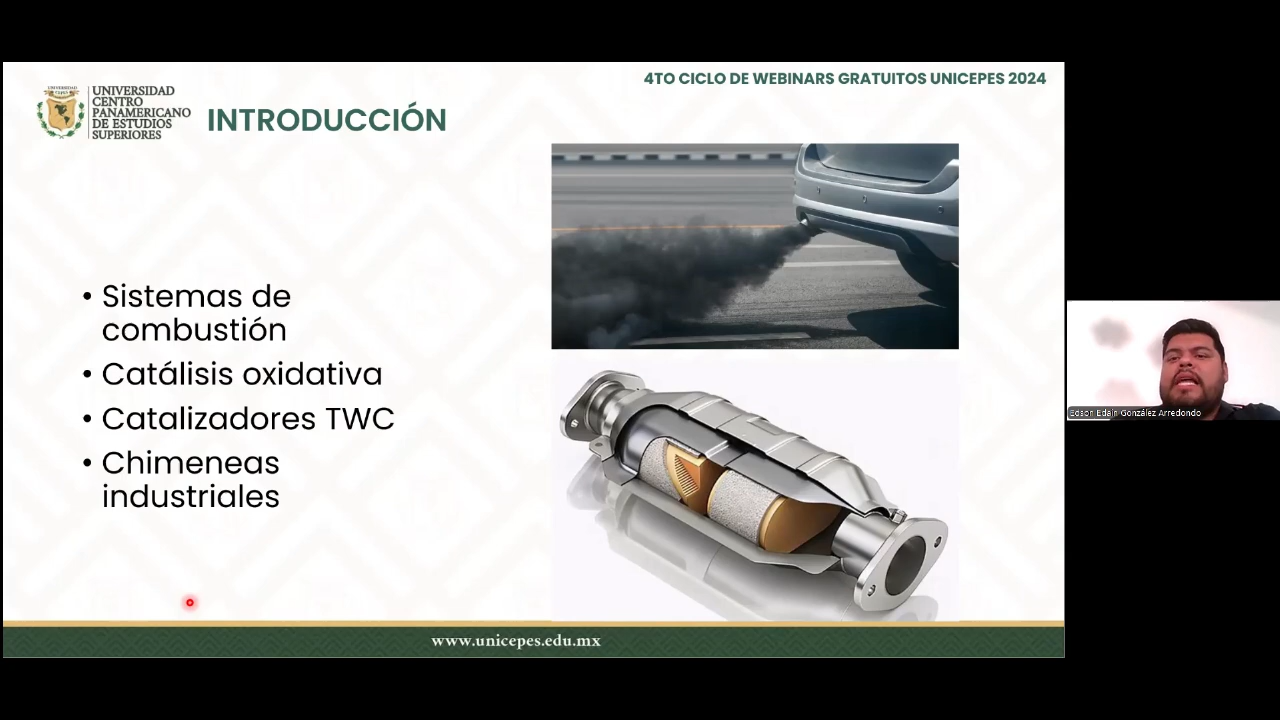 4TO CICLO DE WEBINARS GRATUITOS UNICEPES 2024
UNIVERSIDAD
CENTRO
PANAMERICANO
DE ESTUDIOS
SUPERIORES
INTRODUCCIÓN
• Sistemas de
combustión
• Catálisis oxidativa
• Catalizadores TWC
• Chimeneas
industriales
Edson Edain González Arredondo
www.unicepes.edu.mx